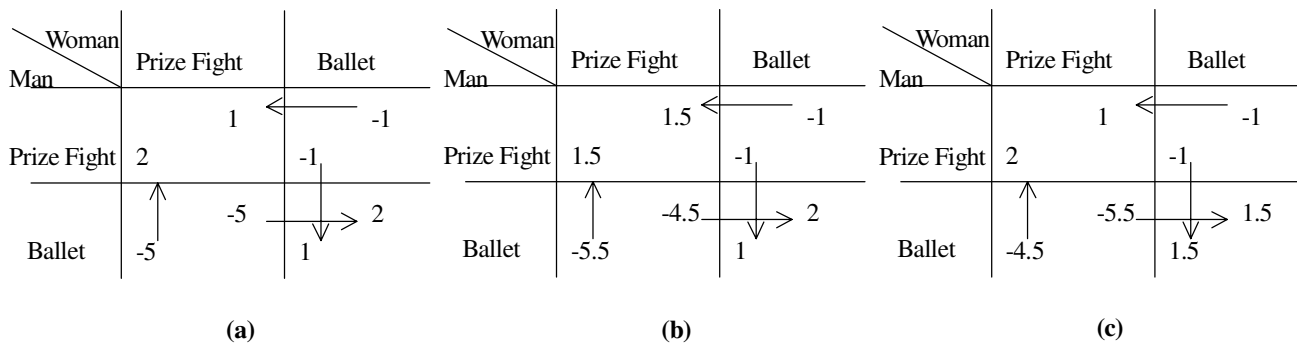 Woman
Prize Fight Ballet
Man
1 -1
Prize Fight 2 -1
-5 2
Ballet -5 1
(a)
Woman
Prize Fight Ballet
Man
1.5 -1
Prize Fight 1.5 -1
-4.5 2
Ballet -5.5 1
(b)
Woman
Prize Fight Ballet
Man
1 -1
Prize Fight 2 -1
-5.5 1.5
Ballet -4.5 1.5
(c)